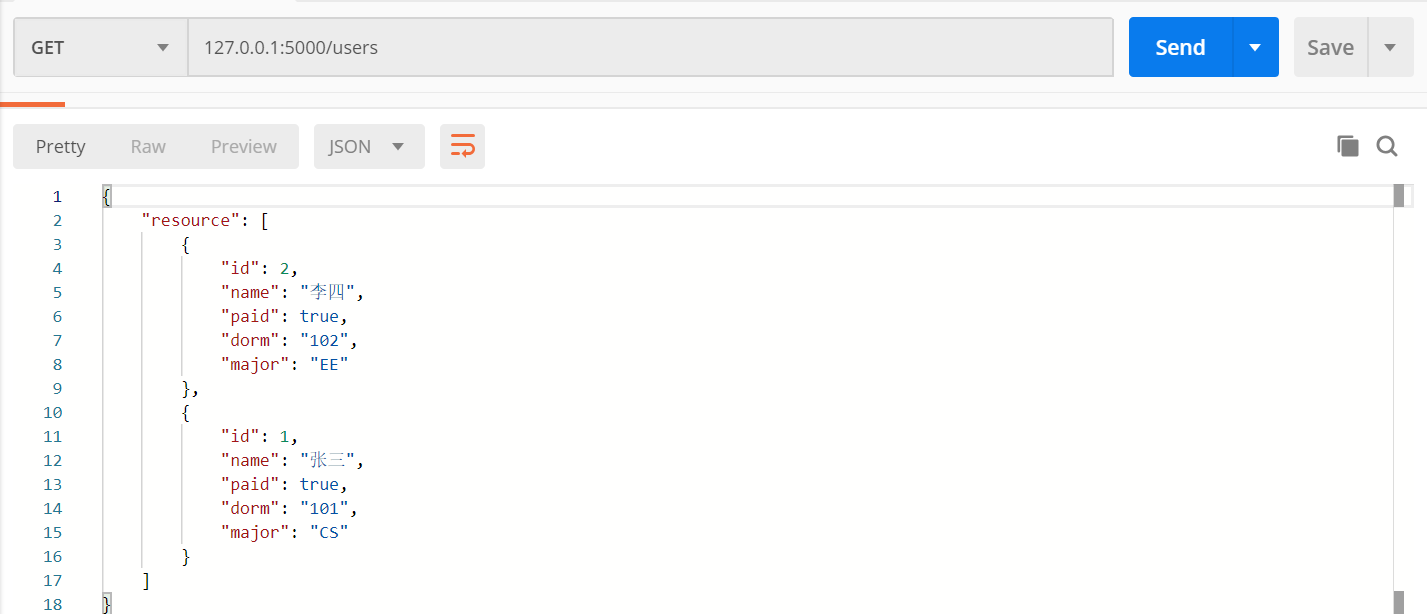 GET 127.0.0.1:5000/users Send Save
Pretty Raw Preview JSON
1 {
2 "resource": [
3 {
4 "id": 2,
5 "name": "李四",
6 "paid": true,
7 "dorm": "102",
8 "major": "EE"
9 },
10 {
11 "id": 1,
12 "name": "张三",
13 "paid": true,
14 "dorm": "101",
15 "major": "CS"
16 }
17 ]
18 }